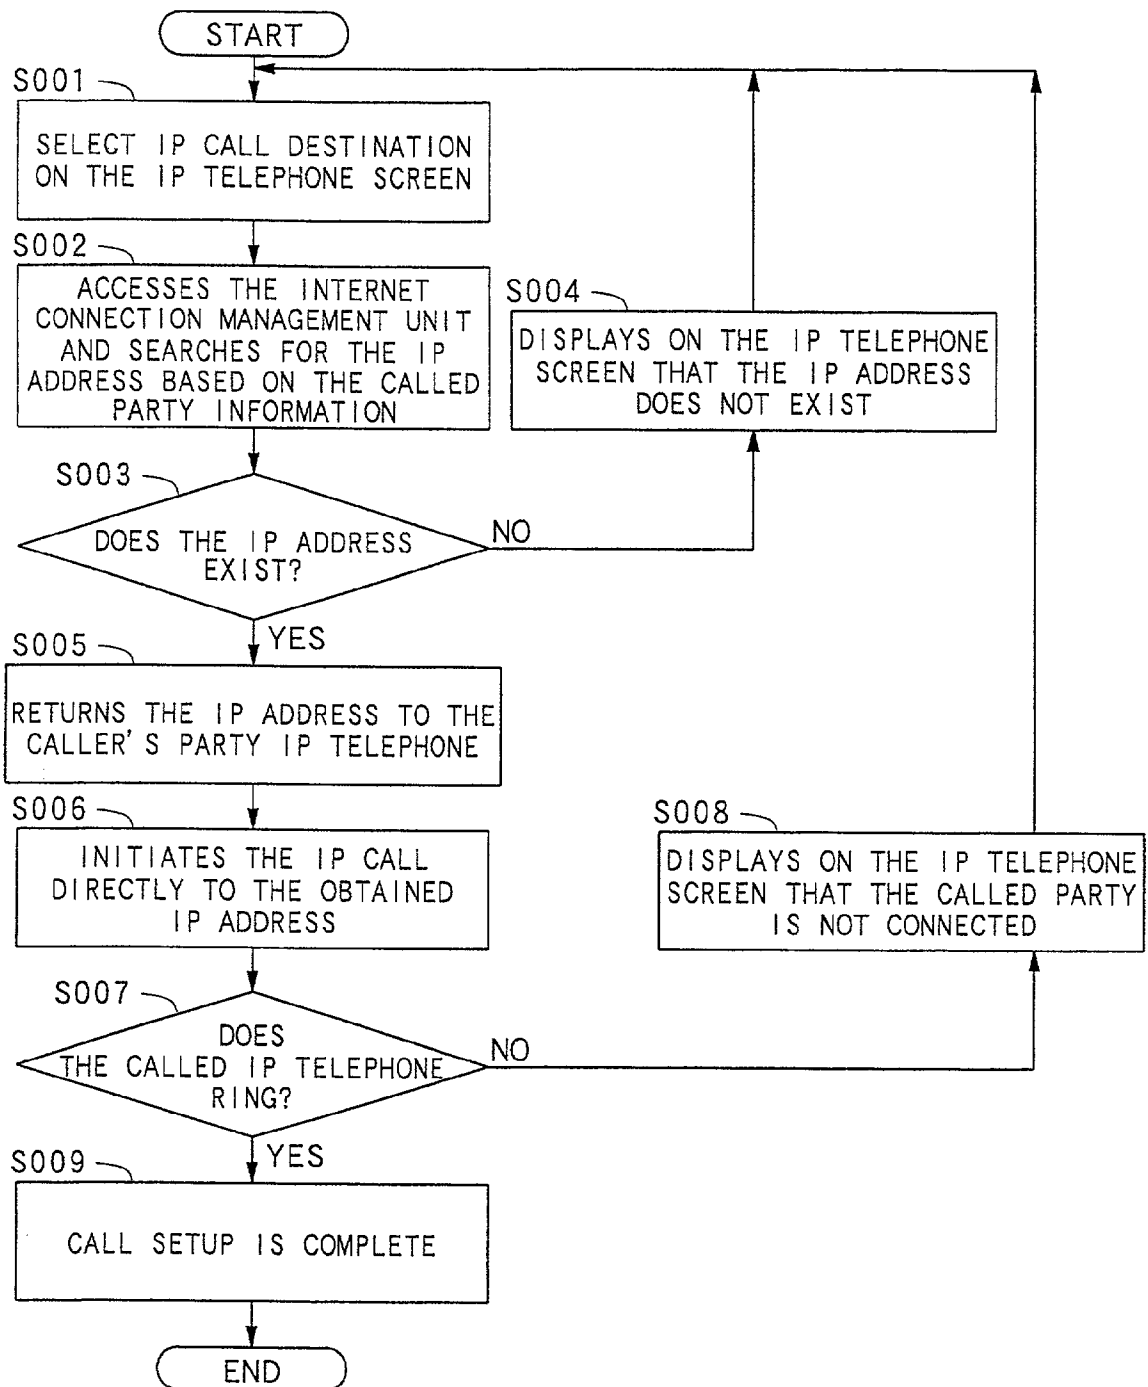 START
S001
SELECT IP CALL DESTINATION
ON THE IP TELEPHONE SCREEN
S002
ACCESSES THE INTERNET
CONNECTION MANAGEMENT UNIT
AND SEARCHES FOR THE IP
ADDRESS BASED ON THE CALLED
PARTY INFORMATION
S004
DISPLAYS ON THE IP TELEPHONE
SCREEN THAT THE IP ADDRESS
DOES NOT EXIST
S003
DOES THE IP ADDRESS
EXIST?
NO
YES
S005
RETURNS THE IP ADDRESS TO THE
CALLER'S PARTY IP TELEPHONE
S006
INITIATES THE IP CALL
DIRECTLY TO THE OBTAINED
IP ADDRESS
S008
DISPLAYS ON THE IP TELEPHONE
SCREEN THAT THE CALLED PARTY
IS NOT CONNECTED
S007
DOES
THE CALLED IP TELEPHONE
RING?
NO
YES
S009
CALL SETUP IS COMPLETE
END